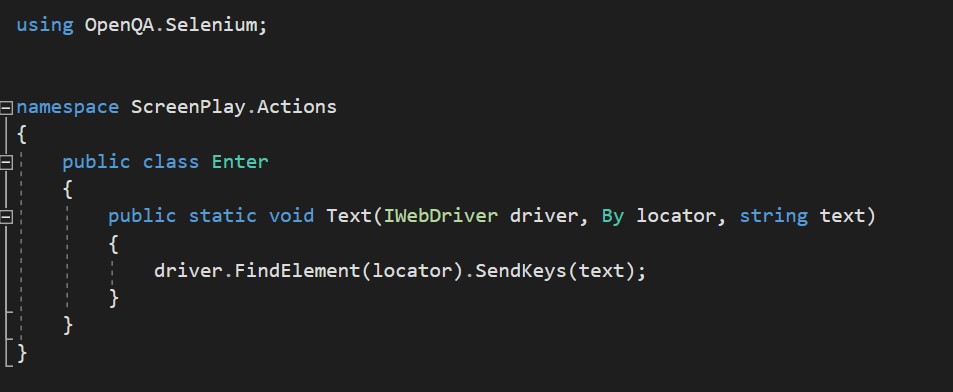 using OpenQA.Selenium;
namespace ScreenPlay.Actions
{
public class Enter
{
public static void Text(IWebDriver driver, By locator, string text)
{
driver.FindElement(locator).SendKeys(text);
}
}
}